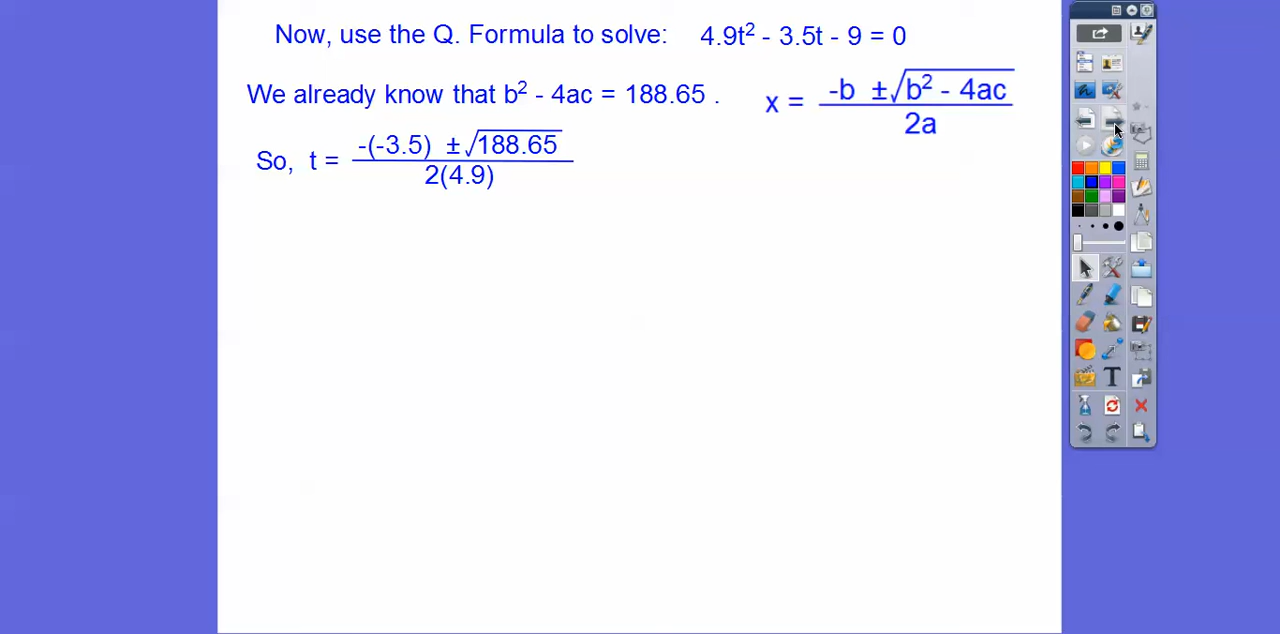 Now, use the Q. Formula to solve: 4.9t² - 3.5t - 9 = 0
We already know that b² - 4ac = 188.65 .
x = -b ±√b² - 4ac / 2a
So, t = -(-3.5) ±√188.65 / 2(4.9)
T